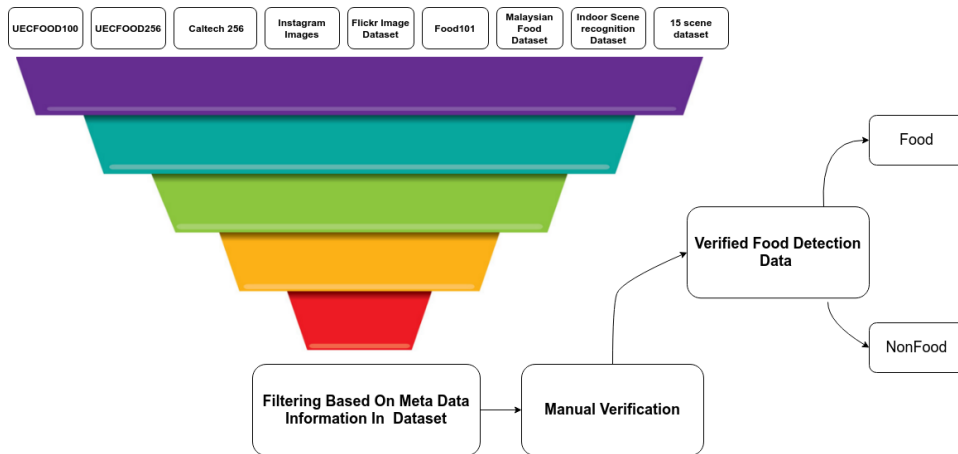 UECFOOD100
UECFOOD256
Caltech 256
Instagram
Images
Flickr Image
Dataset
Food101
Malaysian
Food
Dataset
Indoor Scene
recognition
Dataset
15 scene
dataset
Food
Verified Food Detection
Data
NonFood
Filtering Based On Meta Data
Information In Dataset
Manual Verification